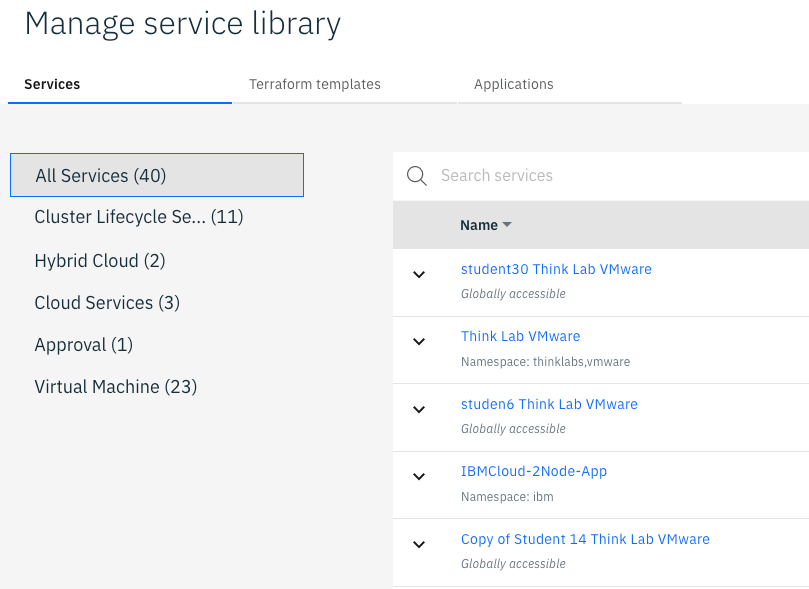 Manage service library
Services
Terraform templates
Applications
All Services (40)
Cluster Lifecycle Se... (11)
Hybrid Cloud (2)
Cloud Services (3)
Approval (1)
Virtual Machine (23)
Search services
Name
student30 Think Lab VMware
Globally accessible
Think Lab VMware
Namespace: thinklabs,vmware
studen6 Think Lab VMware
Globally accessible
IBMCloud-2Node-App
Namespace: ibm
Copy of Student 14 Think Lab VMware
Globally accessible